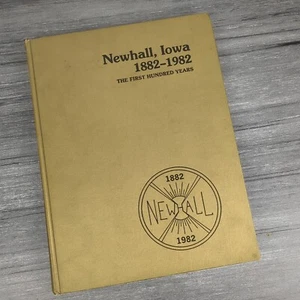 Newhall, Iowa
1882–1982
THE FIRST HUNDRED YEARS
1882
NEWHALL
1982